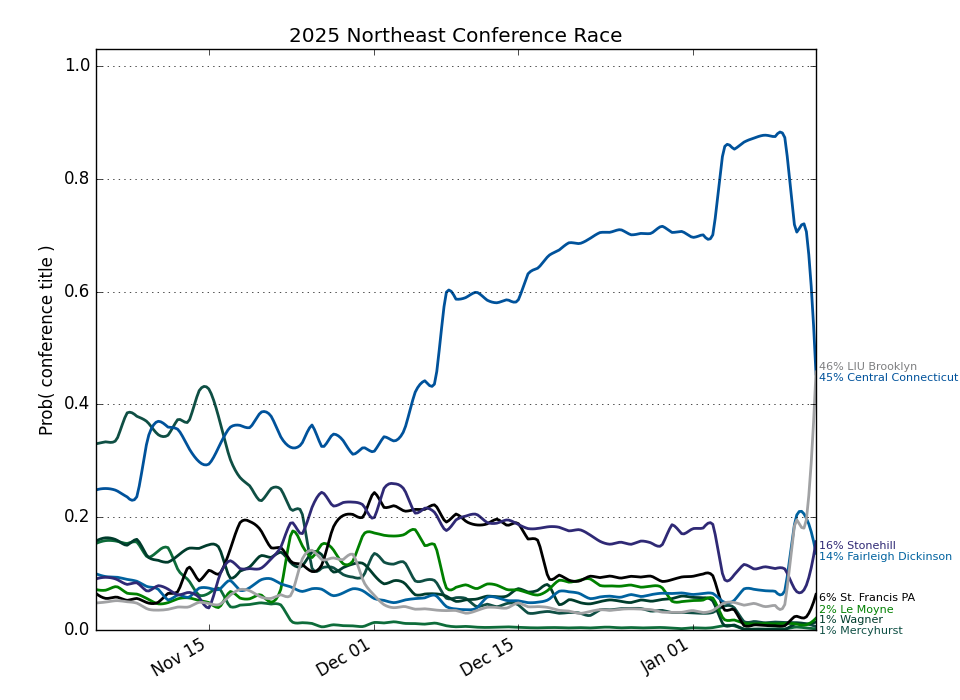 2025 Northeast Conference Race
Prob( conference title )
1.0
0.8
0.6
0.4
0.2
0.0
Nov 15
Dec 01
Dec 15
Jan 01
46% LIU Brooklyn
45% Central Connecticut
16% Stonehill
14% Fairleigh Dickinson
6% St. Francis PA
2% Le Moyne
1% Wagner
1% Mercyhurst